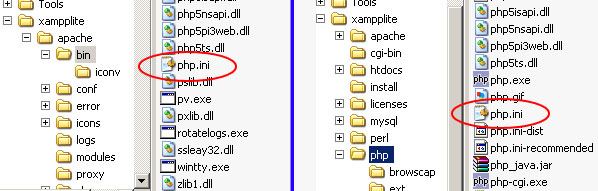 Tools
xampplite
apache
bin
iconv
conf
error
icons
logs
modules
proxy
php5nsapi.dll
php5pi3web.dll
php5ts.dll
php.ini
pslib.dll
pv.exe
pxlib.dll
rotatelogs.exe
ssleay32.dll
wintty.exe
zlib1.dll
Tools
xampplite
apache
cgi-bin
htdocs
install
licenses
mysql
perl
php
browscap
ext
php5isapi.dll
php5nsapi.dll
php5pi3web.dll
php5ts.dll
php.exe
php.gif
php.ini
php.ini-dist
php.ini-recommended
php_java.jar
php-cgi.exe